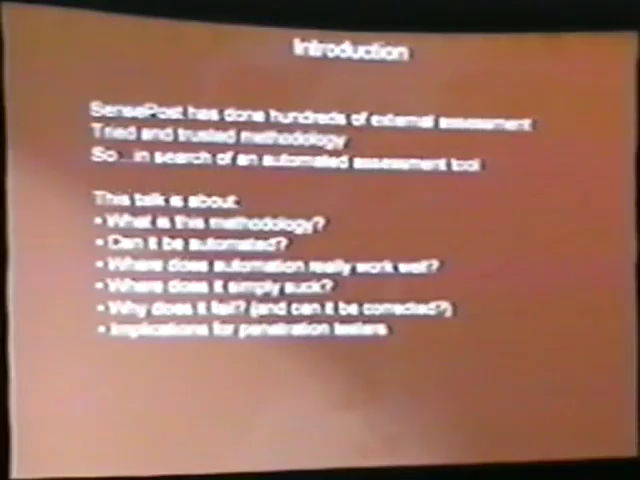 Introduction
SensePost has done hundreds of external assessment
Tried and trusted methodology
So...in search of an automated assessment tool
This talk is about:
• What is this methodology?
• Can it be automated?
• Where does automation really work well?
• Where does it simply suck?
• Why does it fail? (and can it be corrected?)
• Implications for penetration testers